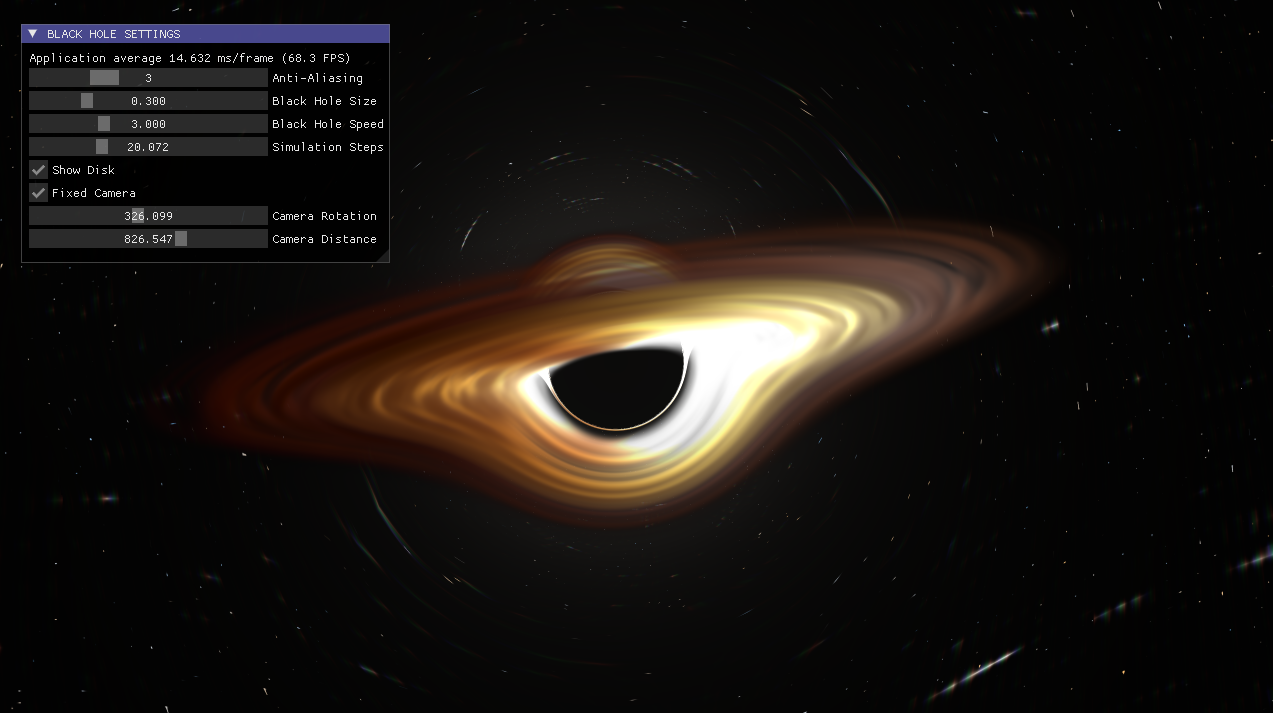 BLACK HOLE SETTINGS
Application average 14.632 ms/frame (68.3 FPS)
3 Anti-Aliasing
0.300 Black Hole Size
3.000 Black Hole Speed
20.072 Simulation Steps
Show Disk
Fixed Camera
326.099 Camera Rotation
826.547 Camera Distance